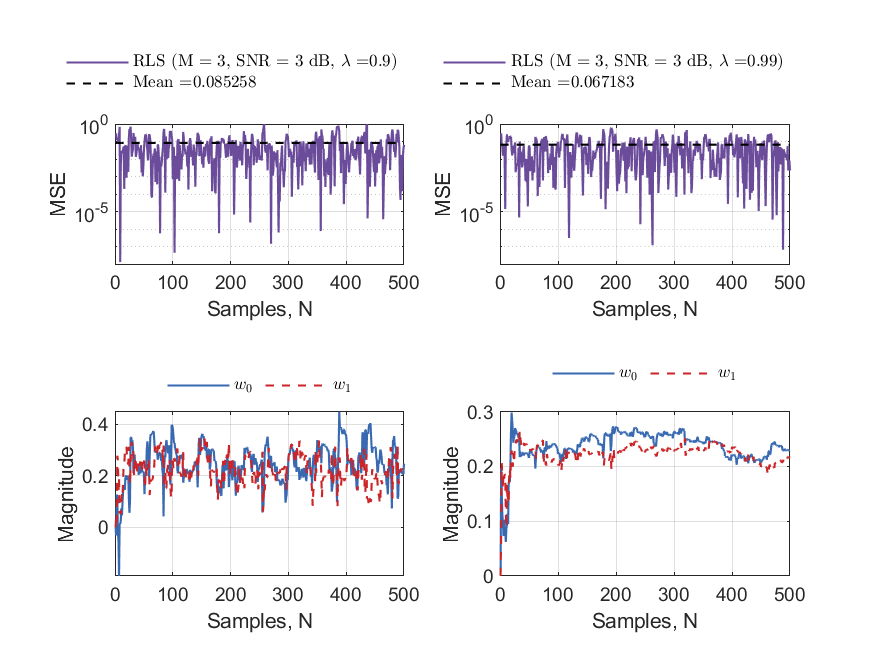 RLS (M = 3, SNR = 3 dB, λ =0.9)
Mean =0.085258
RLS (M = 3, SNR = 3 dB, λ =0.99)
Mean =0.067183
10^0
10^-5
MSE
0 100 200 300 400 500
Samples, N
10^0
10^-5
MSE
0 100 200 300 400 500
Samples, N
w_0 w_1
0.4
0.2
0
Magnitude
0 100 200 300 400 500
Samples, N
w_0 w_1
0.3
0.2
0.1
0
Magnitude
0 100 200 300 400 500
Samples, N